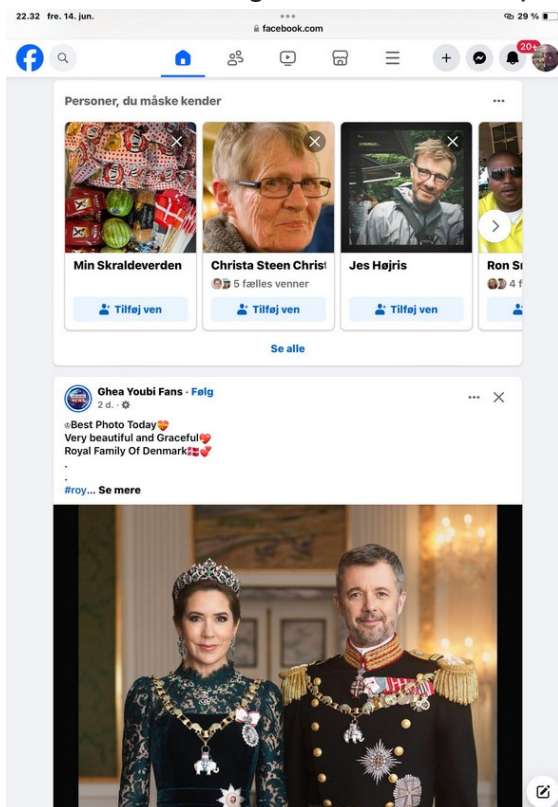 22.32 fre. 14. jun.
29 %
facebook.com
20+
Personer, du måske kender
Min Skraldeverden
Christa Steen Christ
Jes Højris
5 fælles venner
Tilføj ven
Tilføj ven
Tilføj ven
Se alle
Ghea Youbi Fans · Følg
2 d. ·
Best Photo Today
Very beautiful and Graceful
Royal Family Of Denmark
.
.
#roy... Se mere